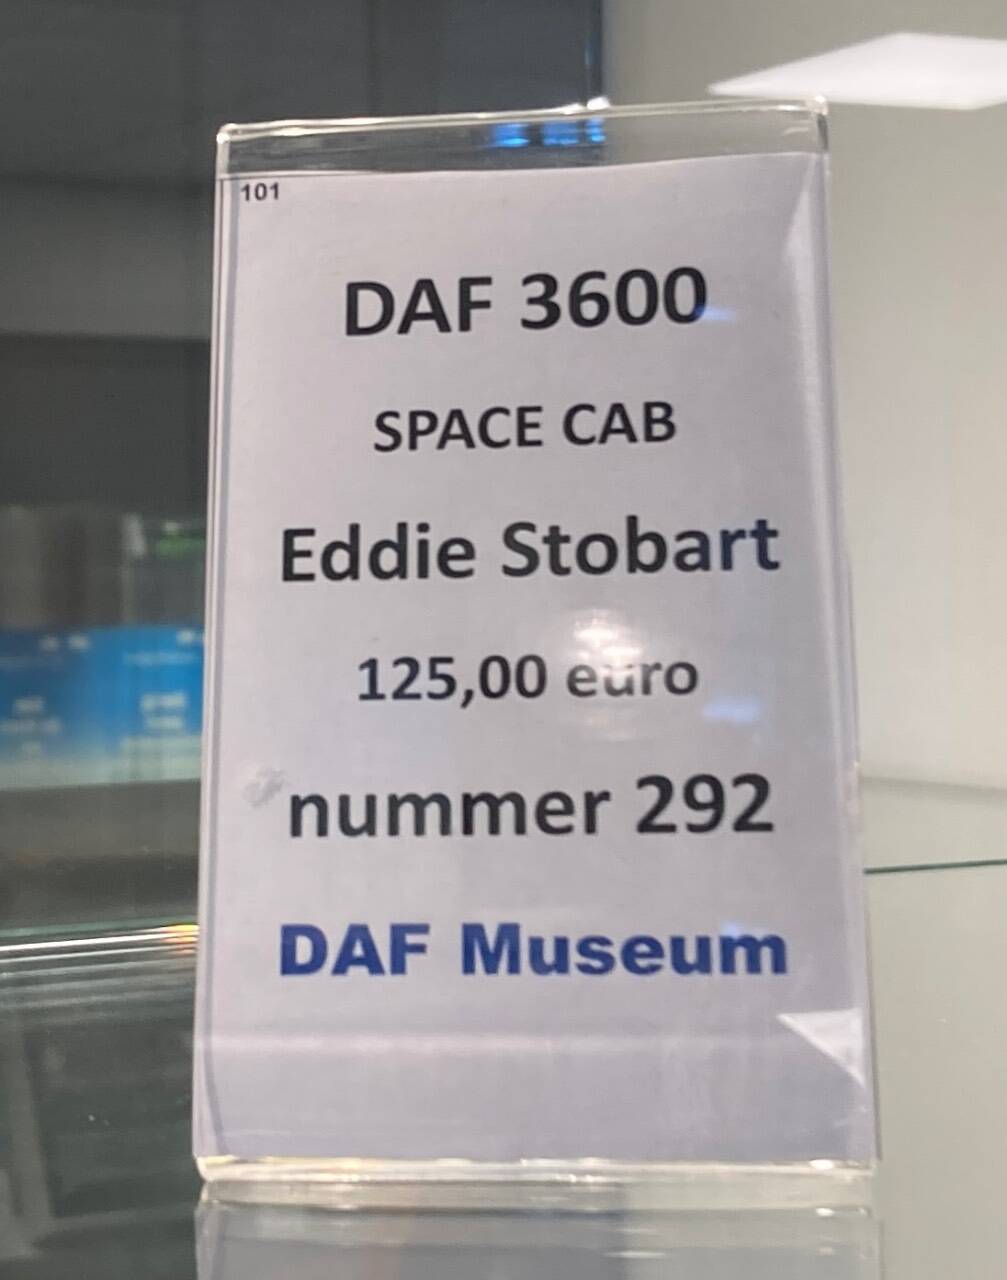 101
DAF 3600
SPACE CAB
Eddie Stobart
125,00 euro
nummer 292
DAF Museum